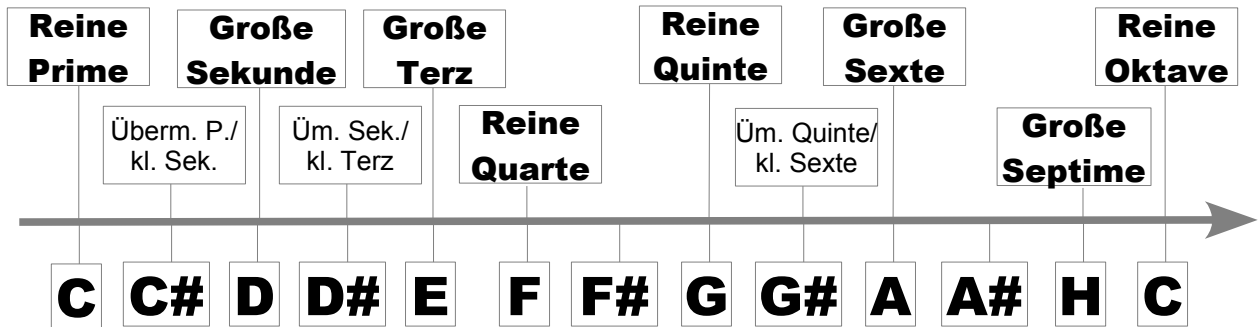 Reine
Prime
Große
Sekunde
Große
Terz
Reine
Quinte
Große
Sexte
Reine
Oktave
Überm. P./
kl. Sek.
Üm. Sek./
kl. Terz
Reine
Quarte
Üm. Quinte/
kl. Sexte
Große
Septime
C C# D D# E F F# G G# A A# H C